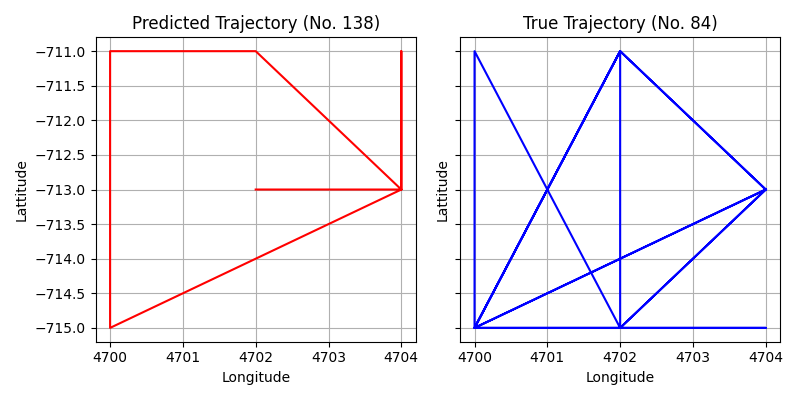 Predicted Trajectory (No. 138)
Lattitude
−711.0
−711.5
−712.0
−712.5
−713.0
−713.5
−714.0
−714.5
−715.0
4700 4701 4702 4703 4704
Longitude
True Trajectory (No. 84)
Lattitude
4700 4701 4702 4703 4704
Longitude